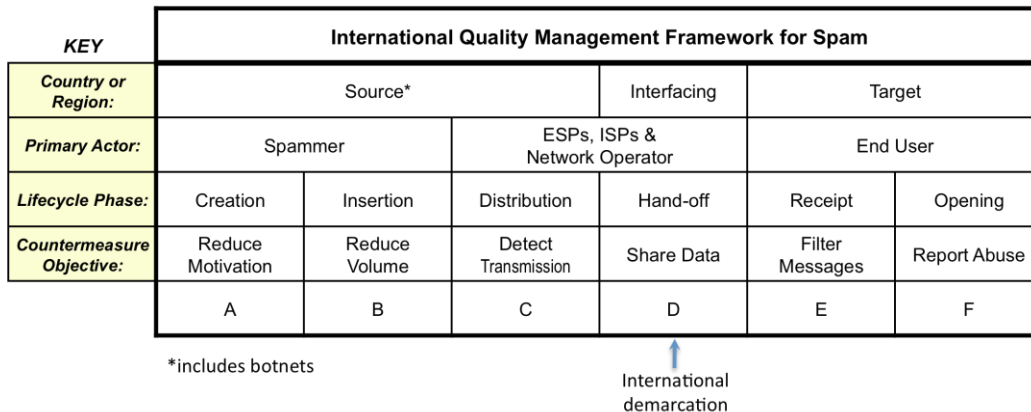 International Quality Management Framework for Spam
KEY
Country or
Region:
Source*
Interfacing
Target
Primary Actor:
Spammer
ESPs, ISPs &
Network Operator
End User
Lifecycle Phase:
Creation
Insertion
Distribution
Hand-off
Receipt
Opening
Countermeasure
Objective:
Reduce
Motivation
Reduce
Volume
Detect
Transmission
Share Data
Filter
Messages
Report Abuse
A
B
C
D
E
F
*includes botnets
International
demarcation